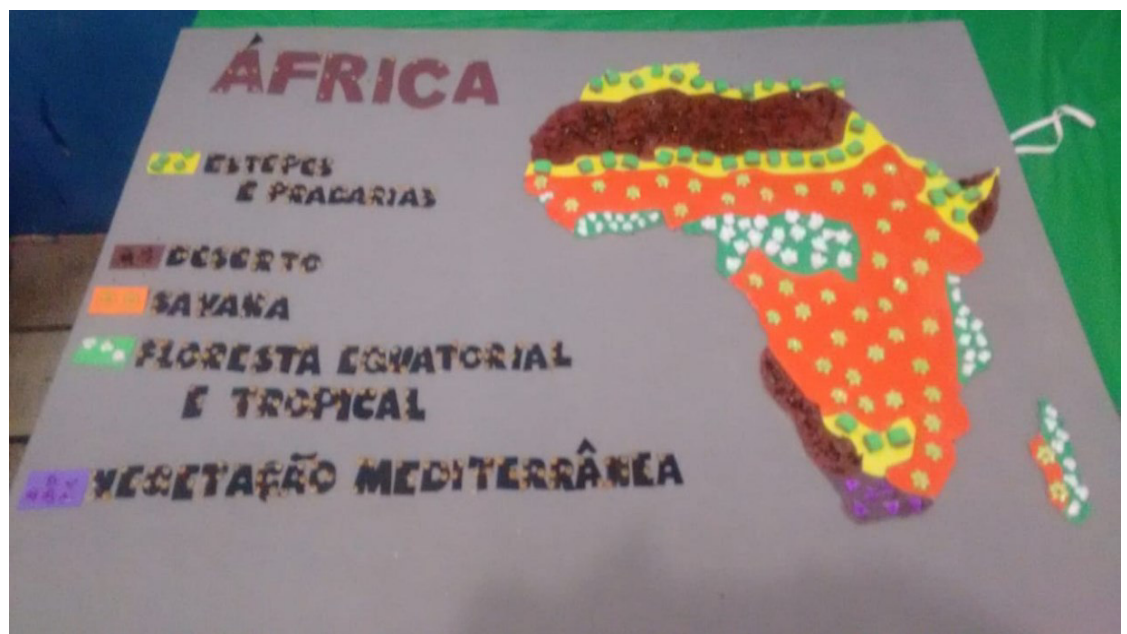 ÁFRICA
ESTEPES
E PRADARIAS
DESERTO
SAVANA
FLORESTA EQUATORIAL
E TROPICAL
VEGETAÇÃO MEDITERRÂNEA